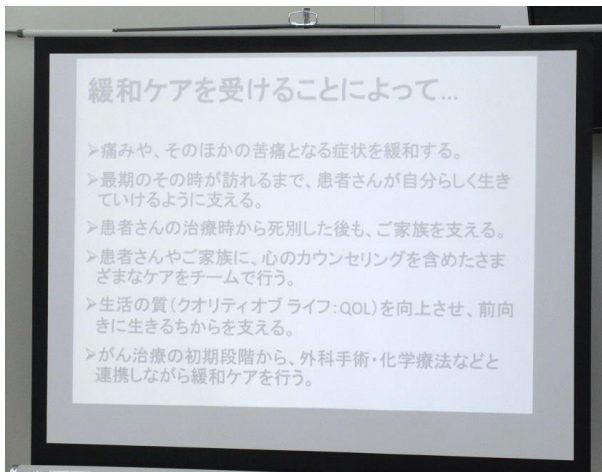 緩和ケアを受けることによって...
➢痛みや、そのほかの苦痛となる症状を緩和する。
➢最期のその時が訪れるまで、患者さんが自分らしく生き
ていけるように支える。
➢患者さんの治療時から死別した後も、ご家族を支える。
➢患者さんやご家族に、心のカウンセリングを含めたさま
ざまなケアをチームで行う。
➢生活の質(クオリティオブ ライフ:QOL)を向上させ、前向
きに生きるちからを支える。
➢がん治療の初期段階から、外科手術・化学療法などと
連携しながら緩和ケアを行う。